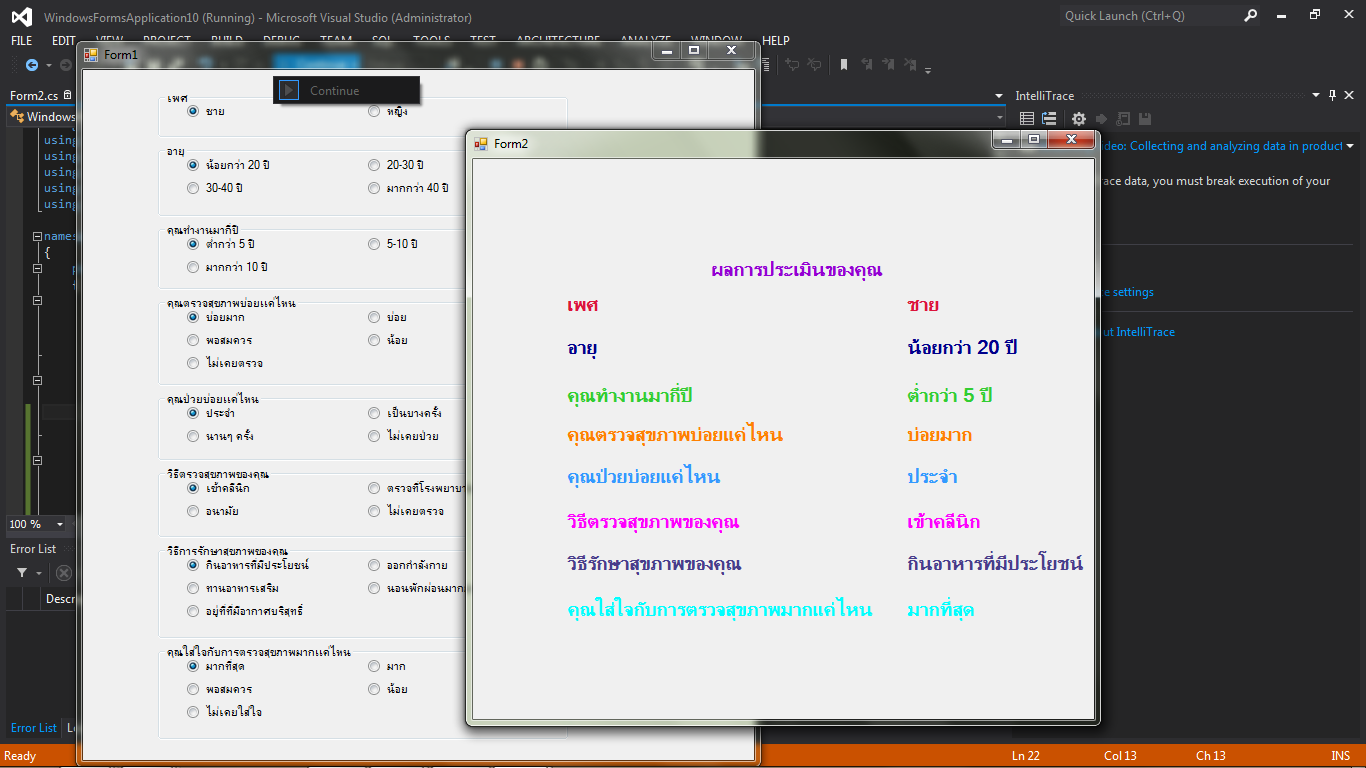 WindowsFormsApplication10 (Running) - Microsoft Visual Studio (Administrator)
Quick Launch (Ctrl+Q)
FILE EDIT VIEW PROJECT BUILD DEBUG TEAM SQL TOOLS TEST ARCHITECTURE ANALYZE WINDOW HELP
Form1
Continue
Form2.cs
Windows
using
using
using
using
using
names
{
100 %
Error List
Descr
Error List
เพศ
ชาย หญิง
อายุ
น้อยกว่า 20 ปี 20-30 ปี
30-40 ปี มากกว่า 40 ปี
คุณทำงานมากี่ปี
ต่ำกว่า 5 ปี 5-10 ปี
มากกว่า 10 ปี
คุณตรวจสุขภาพบ่อยแค่ไหน
บ่อยมาก บ่อย
พอสมควร น้อย
ไม่เคยตรวจ
คุณป่วยบ่อยแค่ไหน
ประจำ เป็นบางครั้ง
นานๆ ครั้ง ไม่เคยป่วย
วิธีตรวจสุขภาพของคุณ
เข้าคลีนิก ตรวจที่โรงพยาบา
อนามัย ไม่เคยตรวจ
วิธีการรักษาสุขภาพของคุณ
กินอาหารที่มีประโยชน์ ออกกำลังกาย
ทานอาหารเสริม นอนพักผ่อนมาก
อยู่ที่ที่มีอากาศบริสุทธิ์
คุณใส่ใจกับการตรวจสุขภาพมากแค่ไหน
มากที่สุด มาก
พอสมควร น้อย
ไม่เคยใส่ใจ
Form2
ผลการประเมินของคุณ
เพศ ชาย
อายุ น้อยกว่า 20 ปี
คุณทำงานมากี่ปี ต่ำกว่า 5 ปี
คุณตรวจสุขภาพบ่อยแค่ไหน บ่อยมาก
คุณป่วยบ่อยแค่ไหน ประจำ
วิธีตรวจสุขภาพของคุณ เข้าคลีนิก
วิธีรักษาสุขภาพของคุณ กินอาหารที่มีประโยชน์
คุณใส่ใจกับการตรวจสุขภาพมากแค่ไหน มากที่สุด
IntelliTrace
deo: Collecting and analyzing data in product
ace data, you must break execution of your
e settings
ut IntelliTrace
Ready
Ln 22 Col 13 Ch 13 INS